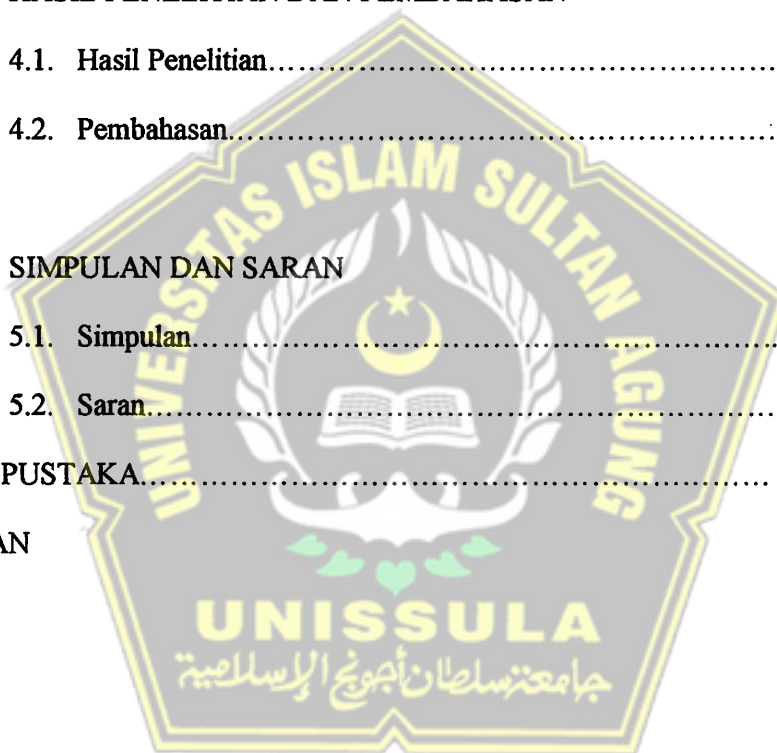 4.1. Hasil Penelitian
4.2. Pembahasan
UNIVERSITAS ISLAM SULTAN AGUNG
SIMPULAN DAN SARAN
5.1. Simpulan
5.2. Saran
PUSTAKA
AN
UNISSULA
جامعة سلطان أجونج الإسلامية